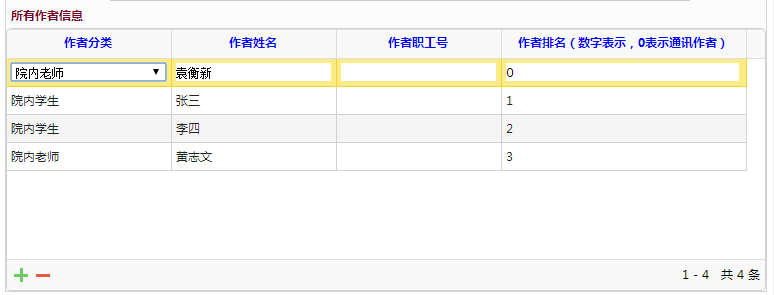 所有作者信息
作者分类 作者姓名 作者职工号 作者排名（数字表示，0表示通讯作者）
院内老师 袁衡新 0
院内学生 张三 1
院内学生 李四 2
院内老师 黄志文 3
1 - 4 共 4 条